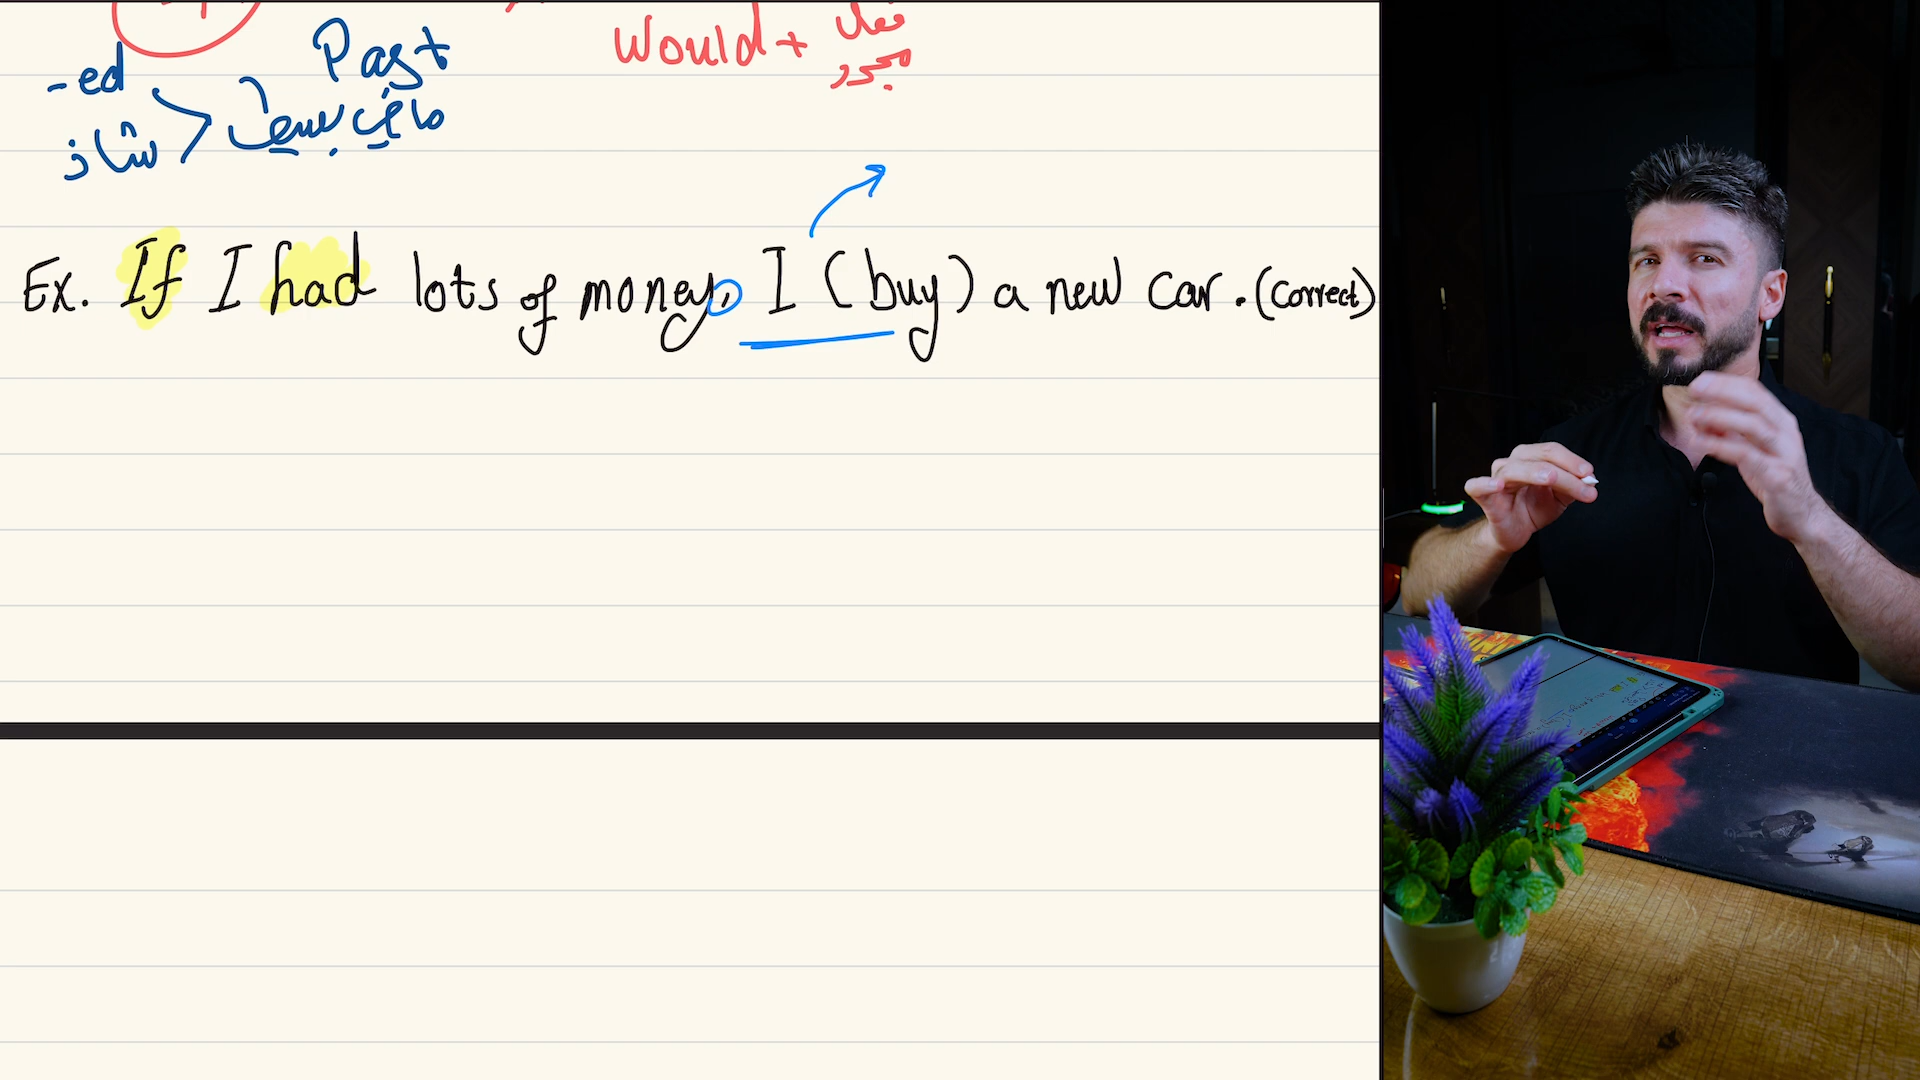 Past
Would + فعل مجرد
-ed
ماضي بسيط
شاذ
Ex. If I had lots of money, I (buy) a new car. (correct)